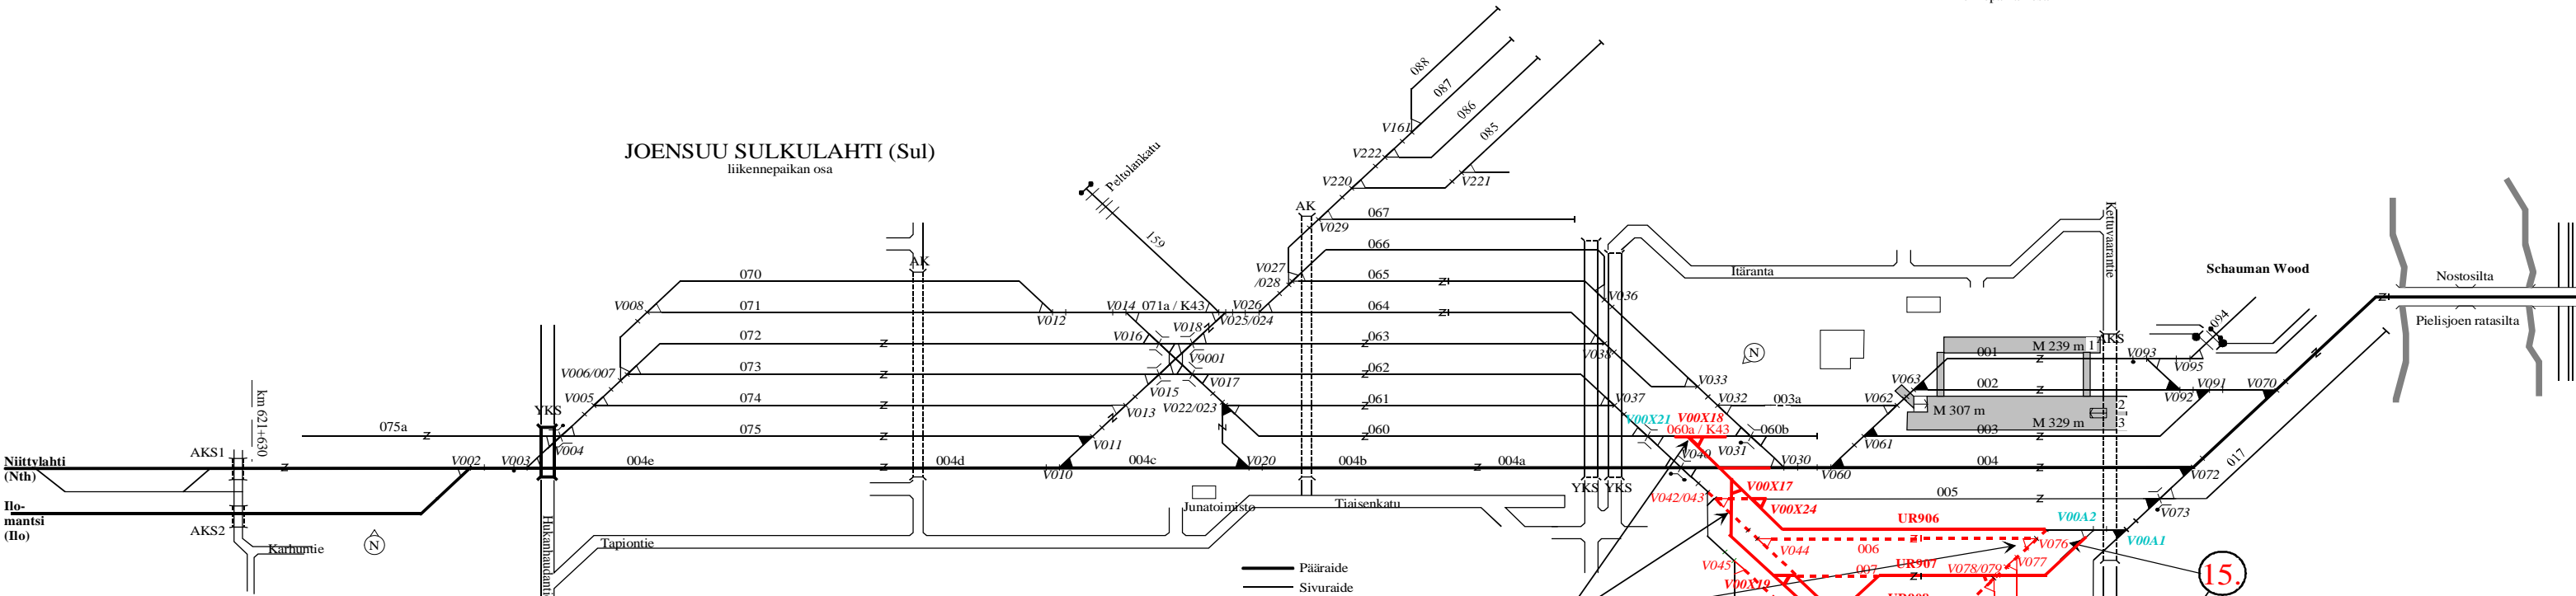 JOENSUU SULKULAHTI (Sul)
liikennepaikan osa
088
087
086
085
V161
V222
V220
V221
Peltolankatu
159
AK
067
V029
066
V027
/028
065
064
V026
V025/024
063
062
061
060
AK
070
071
072
073
074
075
075a
V008
V006/007
V005
V004
V003
V002
YKS
V012
V014
071a / K43
V016
V018
V9001
V015
V017
V013
V022/023
V011
V010
V020
004e
004d
004c
004b
004a
km 621+630
AKS1
AKS2
Niittylahti
(Nth)
Ilo-
mantsi
(Ilo)
Karhuntie
N
Hukanhaudantie
Tapiontie
Junatoimisto
Tiaisenkatu
Pääraide
Sivuraide
YKS
YKS
V036
V038
V033
V037
V032
003a
V00X21
V00X18
060a / K43
060b
V031
V040
V030
V060
V061
V062
V063
Itäranta
N
M 239 m
1
001
002
M 307 m
2
M 329 m
3
003
004
005
AKS
Kettuvaarantie
V093
V095
094
V092
V091
V070
V072
017
V073
Schauman Wood
Nostosilta
Pielisjoen ratasilta
V042/043
V00X17
V00X24
UR906
V00A2
V00A1
V044
006
V076
V045
V00X19
007
UR907
V078/079
V077
15.